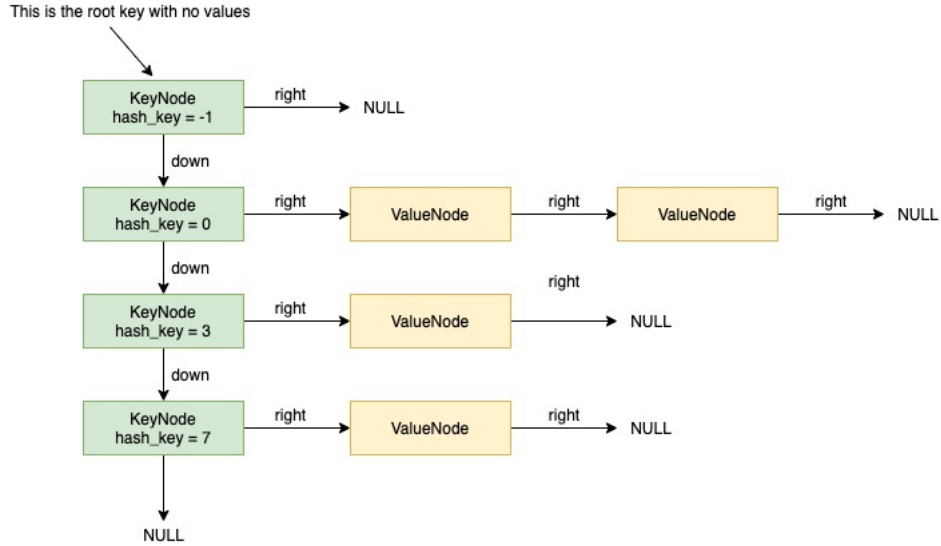 This is the root key with no values
KeyNode
hash_key = -1
right
NULL
down
KeyNode
hash_key = 0
right
ValueNode
right
ValueNode
right
NULL
down
KeyNode
hash_key = 3
right
ValueNode
right
NULL
down
KeyNode
hash_key = 7
right
ValueNode
right
NULL
NULL